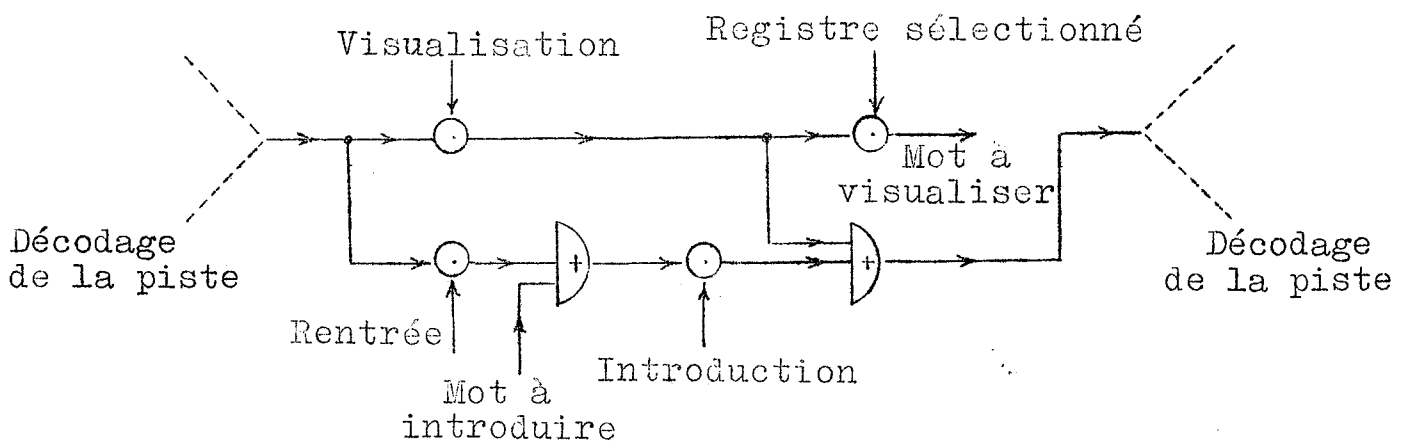 Visualisation
Registre sélectionné
Mot à
visualiser
Décodage
de la piste
Décodage
de la piste
Rentrée
Mot à
introduire
Introduction